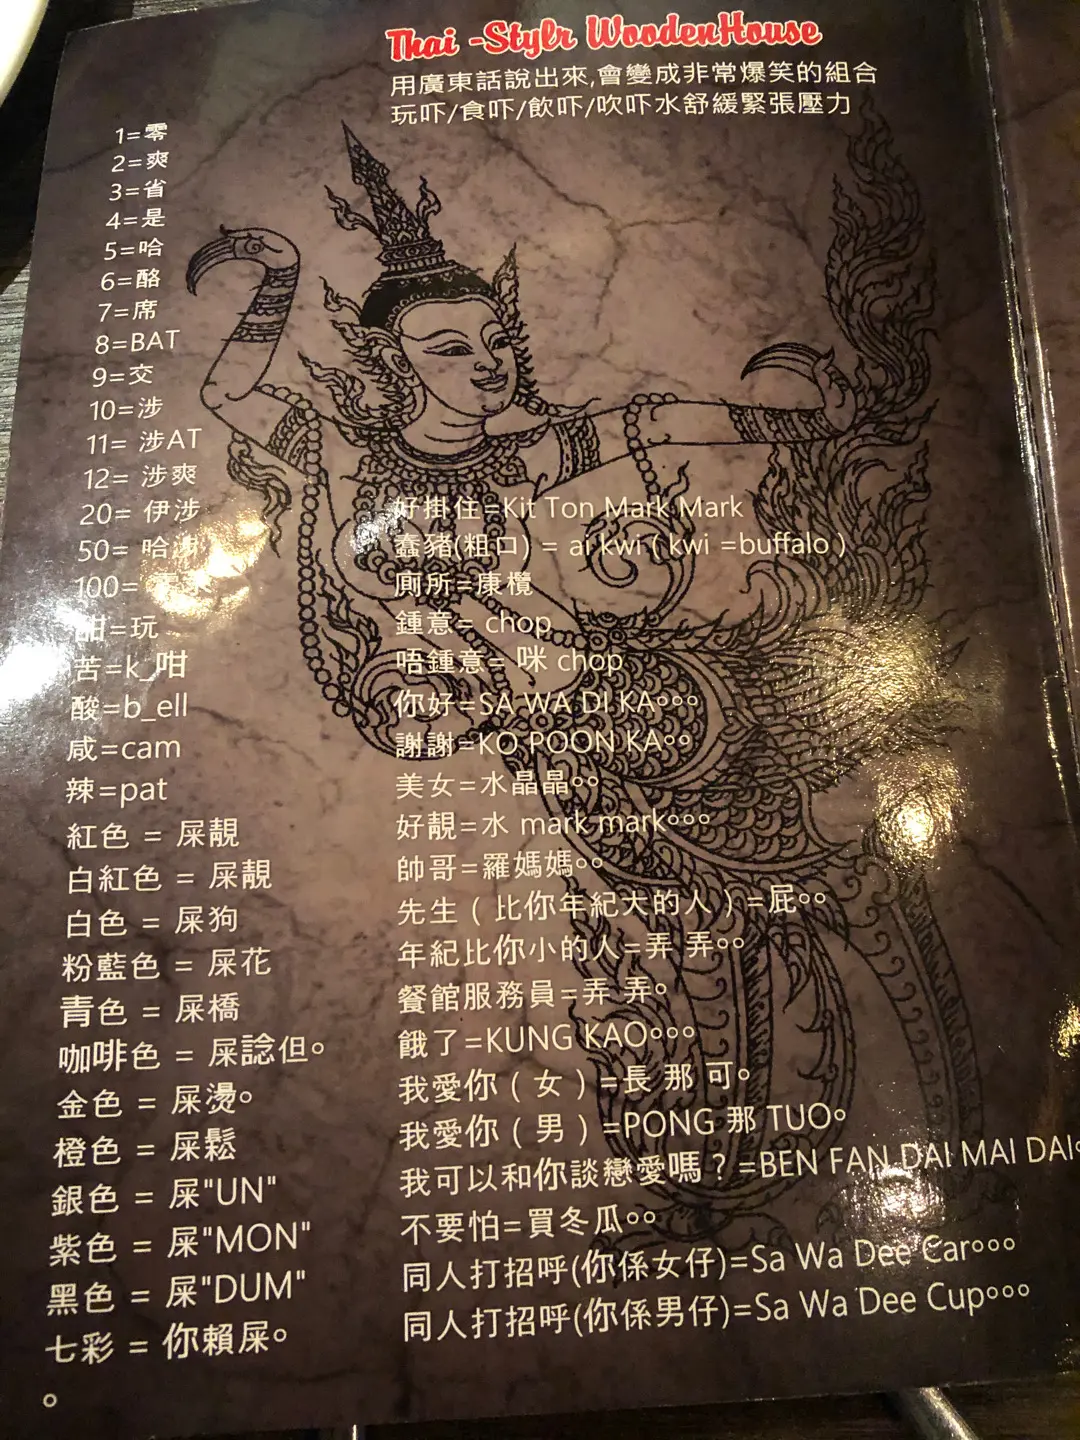 Thai -Stylr WoodenHouse
用廣東話說出來,會變成非常爆笑的組合
玩吓/食吓/飲吓/吹吓水舒緩緊張壓力
1=零
2=爽
3=省
4=是
5=哈
6=酪
7=席
8=BAT
9=交
10=涉
11= 涉AT
12= 涉爽
20= 伊涉
50= 哈涉
100=
甜=玩
苦=k_咁
酸=b_ell
咸=cam
辣=pat
紅色 = 屎靚
白紅色 = 屎靚
白色 = 屎狗
粉藍色 = 屎花
青色 = 屎橋
咖啡色 = 屎諗但。
金色 = 屎燙。
橙色 = 屎鬆
銀色 = 屎"UN"
紫色 = 屎"MON"
黑色 = 屎"DUM"
七彩 = 你賴屎。
。
好掛住=Kit Ton Mark Mark
蠢豬(粗口) = ai kwi ( kwi =buffalo )
廁所=康欖
鍾意= chop
唔鍾意= 咪 chop
你好=SA WA DI KA。。。
謝謝=KO POON KA。。
美女=水晶晶。。
好靚=水 mark mark。。。
帥哥=羅媽媽。。
先生 ( 比你年紀大的人 ) =屁。。
年紀比你小的人=弄 弄。。
餐館服務員=弄 弄。
餓了=KUNG KAO。。。
我愛你 ( 女 ) =長 那 可。
我愛你 ( 男 ) =PONG 那 TUO。
我可以和你談戀愛嗎 ? =BEN FAN DAI MAI DAI。
不要怕=買冬瓜。。
同人打招呼(你係女仔)=Sa Wa Dee Car。。。
同人打招呼(你係男仔)=Sa Wa Dee Cup。。。